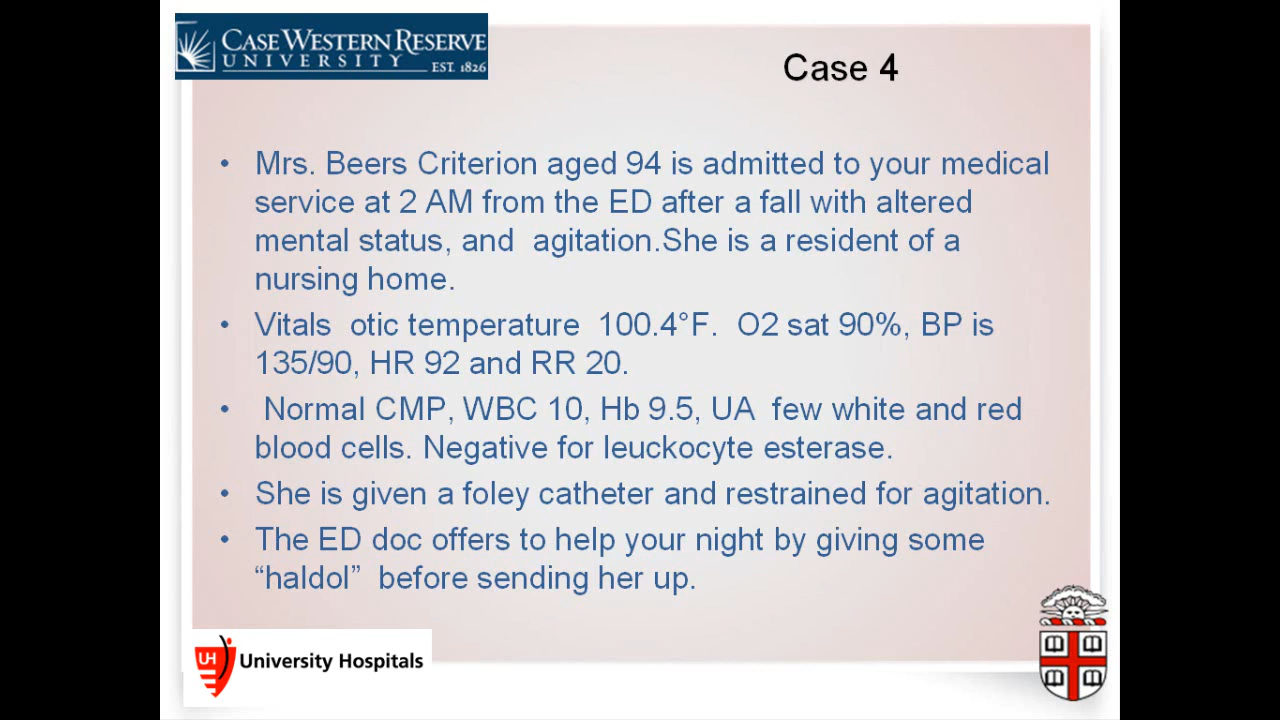 CASE WESTERN RESERVE
UNIVERSITY
EST. 1826
Case 4
• Mrs. Beers Criterion aged 94 is admitted to your medical
service at 2 AM from the ED after a fall with altered
mental status, and agitation.She is a resident of a
nursing home.
• Vitals otic temperature 100.4°F. O2 sat 90%, BP is
135/90, HR 92 and RR 20.
• Normal CMP, WBC 10, Hb 9.5, UA few white and red
blood cells. Negative for leuckocyte esterase.
• She is given a foley catheter and restrained for agitation.
• The ED doc offers to help your night by giving some
“haldol” before sending her up.
UH University Hospitals